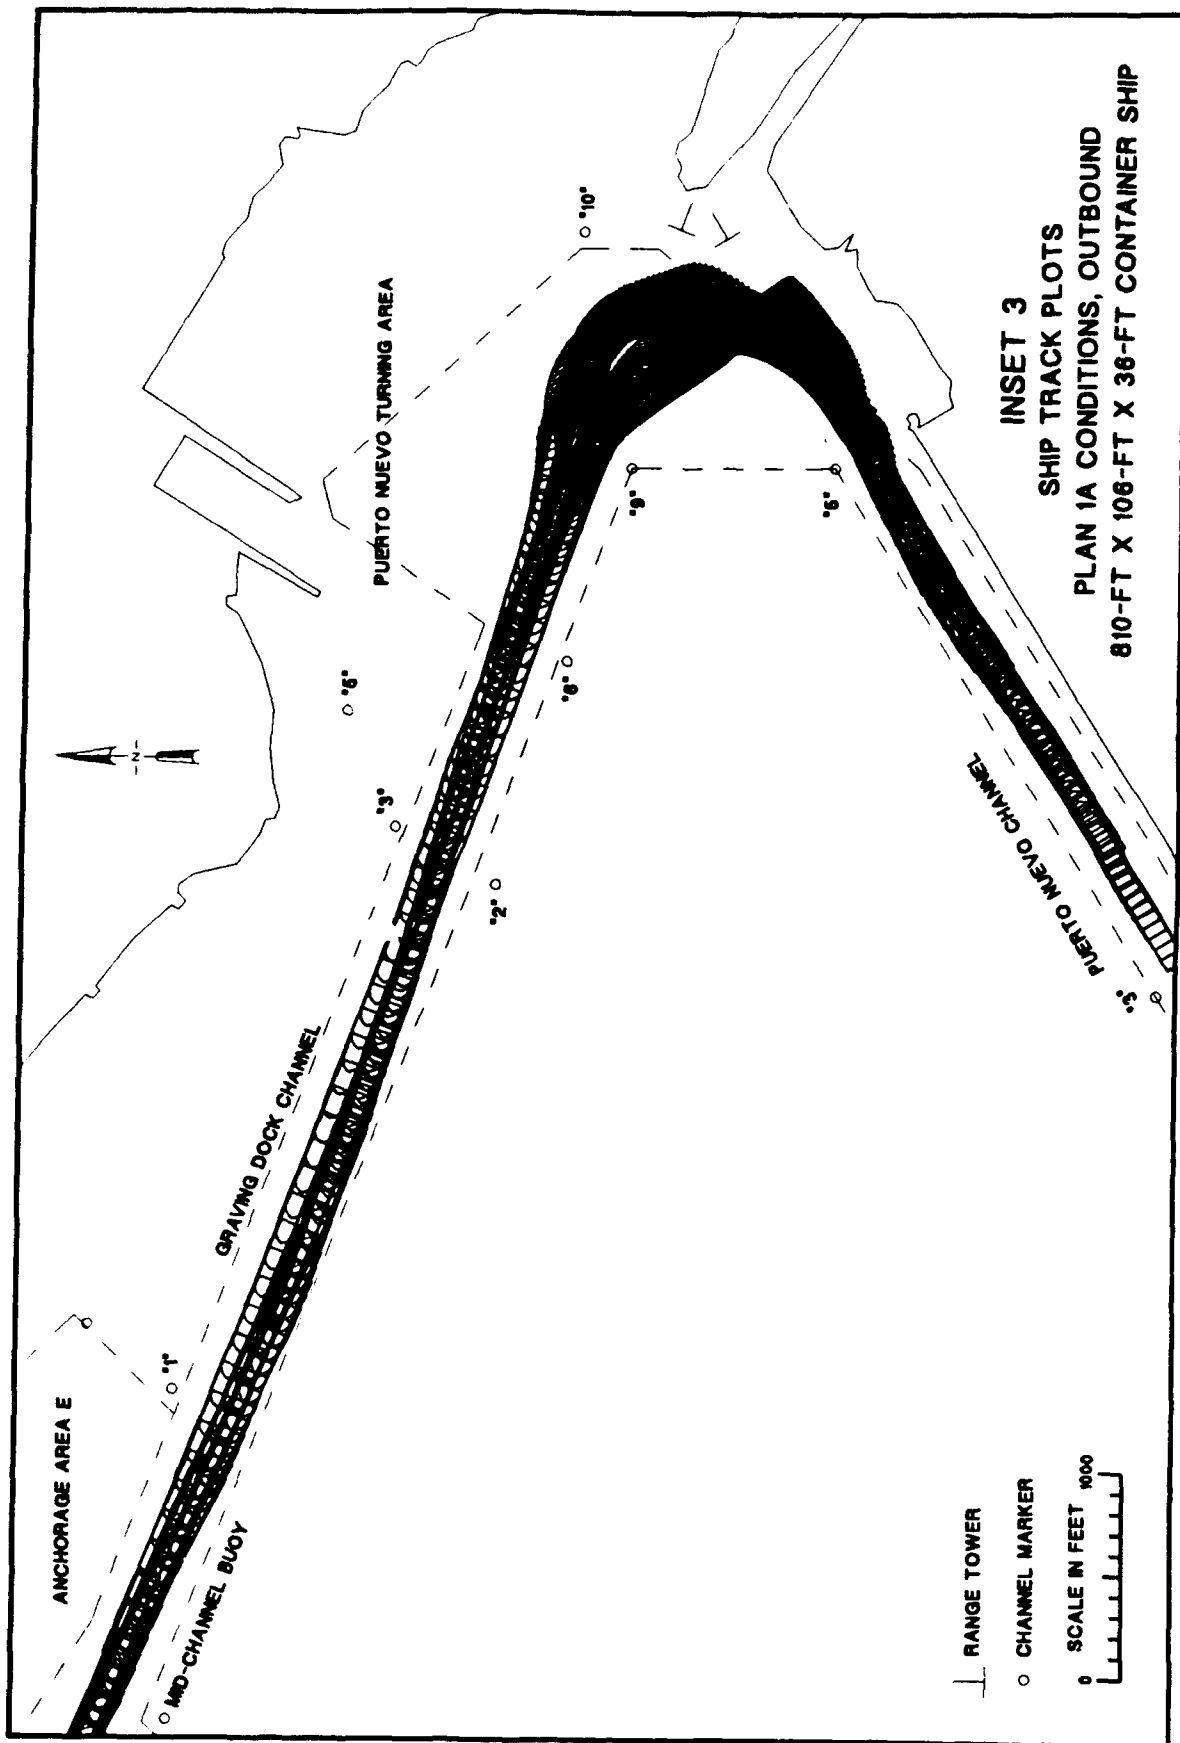 ANCHORAGE AREA E
"1"
MID-CHANNEL BUOY
GRAVING DOCK CHANNEL
N
"3"
"5"
"2"
"6"
PUERTO NUEVO TURNING AREA
"10"
"9"
"5"
PUERTO NUEVO CHANNEL
"3"
RANGE TOWER
CHANNEL MARKER
SCALE IN FEET
0 1000
INSET 3
SHIP TRACK PLOTS
PLAN 1A CONDITIONS, OUTBOUND
810-FT X 106-FT X 36-FT CONTAINER SHIP